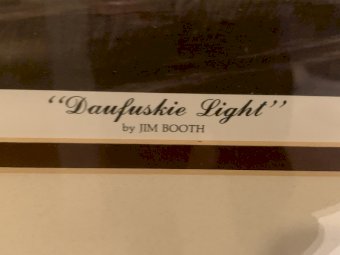 "Daufuskie Light"
by JIM BOOTH